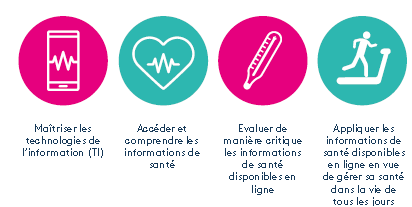 Maîtriser les
technologies de
l'information (TI)
Accéder et
comprendre les
informations de
santé
Evaluer de
manière critique
les informations
de santé
disponibles en
ligne
Appliquer les
informations de
santé disponibles
en ligne en vue
de gérer sa santé
dans la vie de
tous les jours